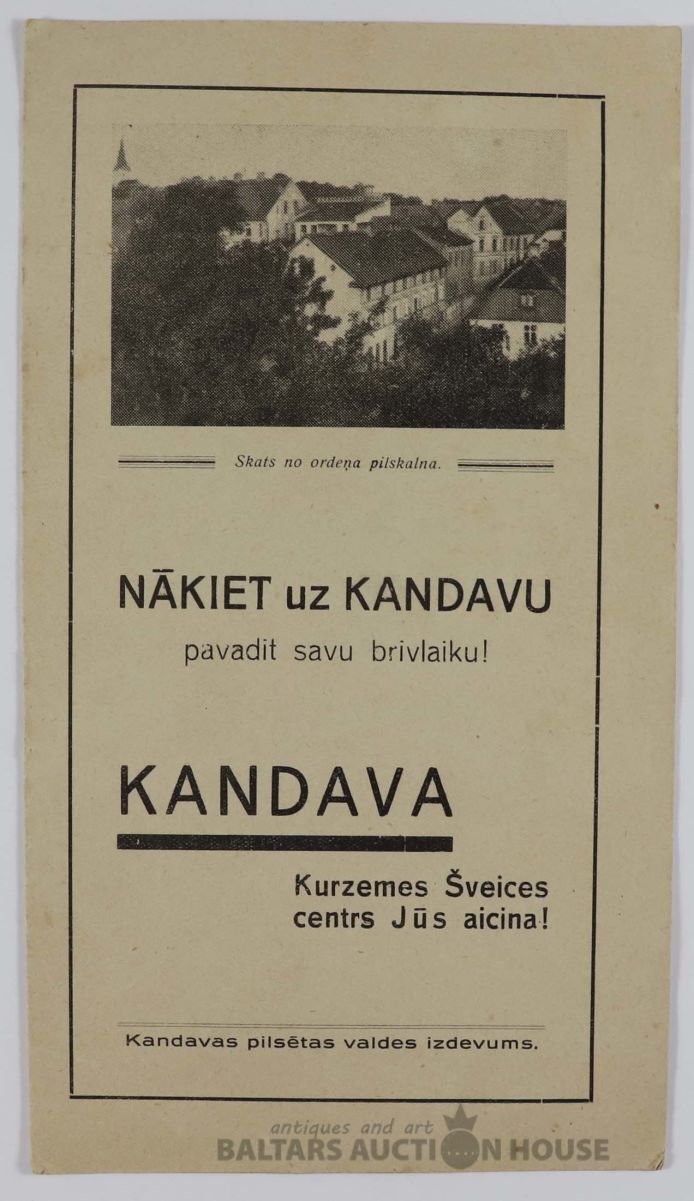 Skats no ordeņa pilskalna.
NĀKIET uz KANDAVU
pavadit savu brivlaiku!
KANDAVA
Kurzemes Šveices
centrs Jūs aicina!
Kandavas pilsētas valdes izdevums.
antiques and art
BALTARS AUCTION HOUSE